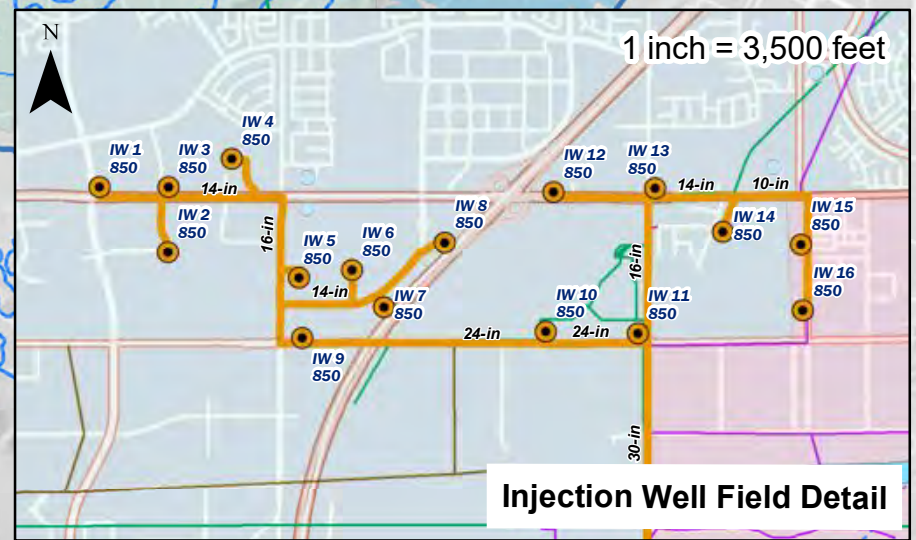 N
1 inch = 3,500 feet
IW 1
850
IW 3
850
IW 4
850
14-in
IW 2
850
16-in
IW 5
850
IW 6
850
IW 8
850
14-in
IW 7
850
IW 9
850
24-in
IW 10
850
24-in
IW 11
850
16-in
IW 12
850
IW 13
850
14-in
10-in
IW 14
850
IW 15
850
IW 16
850
30-in
Injection Well Field Detail